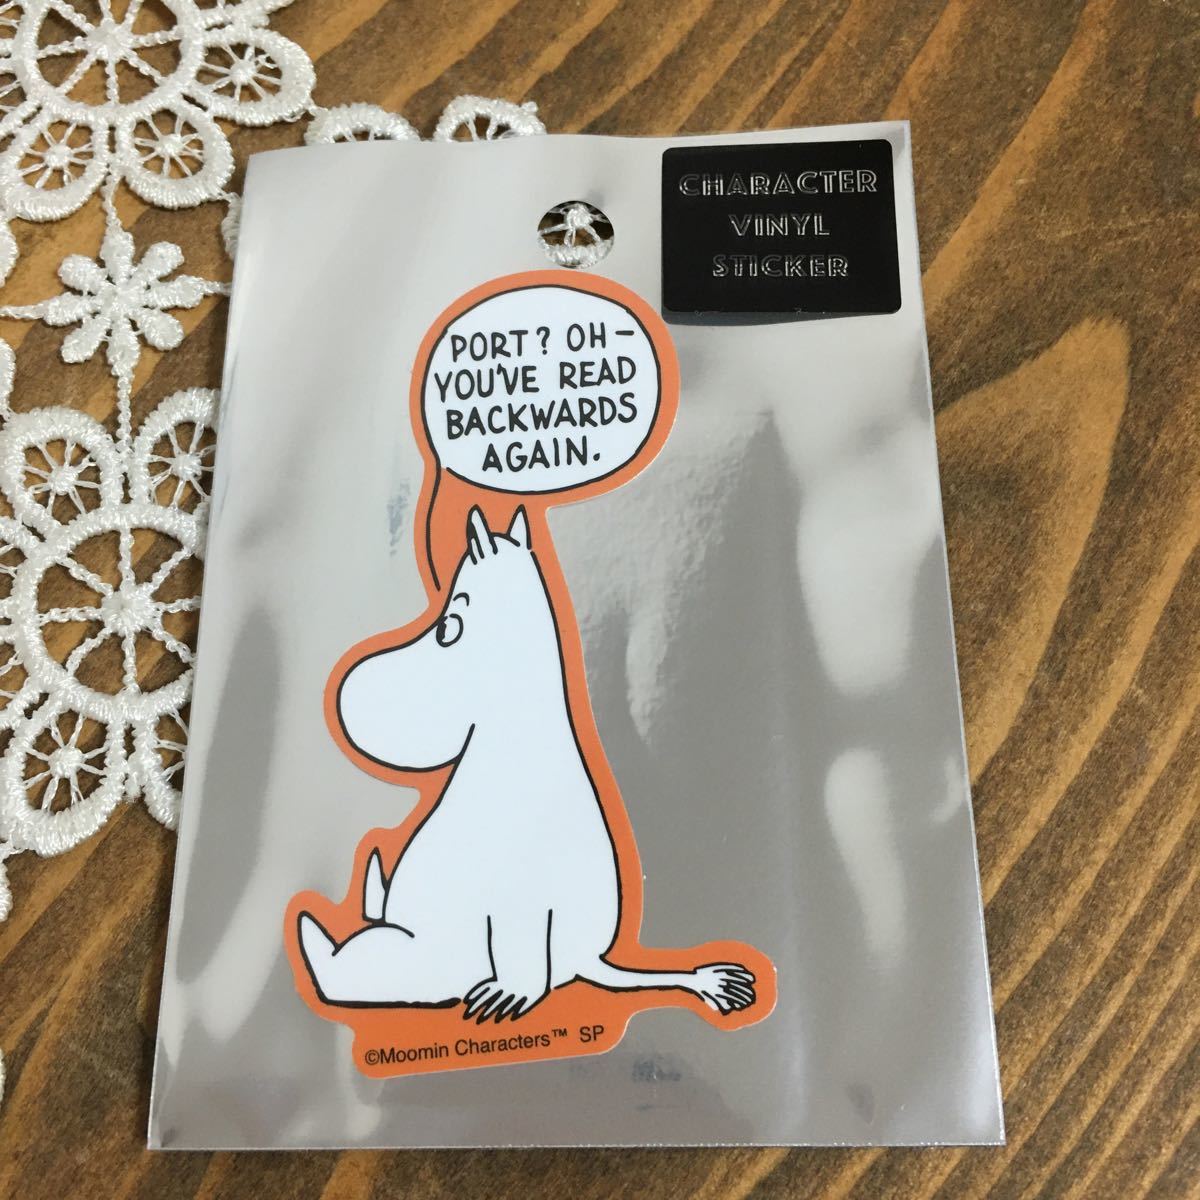 CHARACTER
VINYL
STICKER
PORT? OH—
YOU'VE READ
BACKWARDS
AGAIN.
©Moomin Characters™ SP